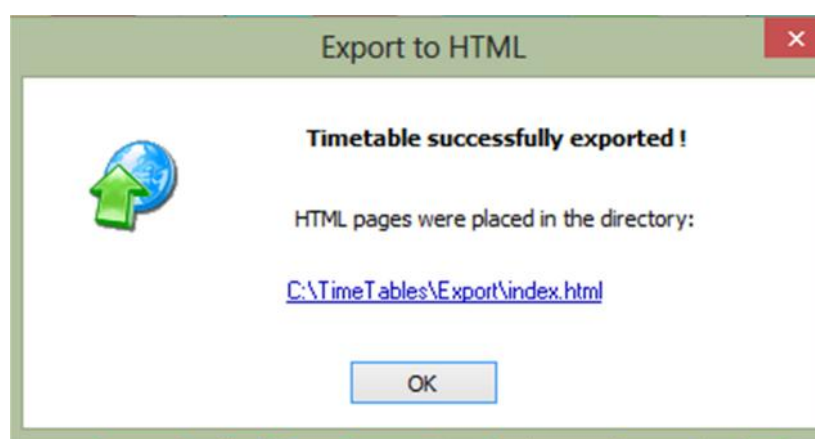 Export to HTML
Timetable successfully exported !
HTML pages were placed in the directory:
C:\TimeTables\Export\index.html
OK